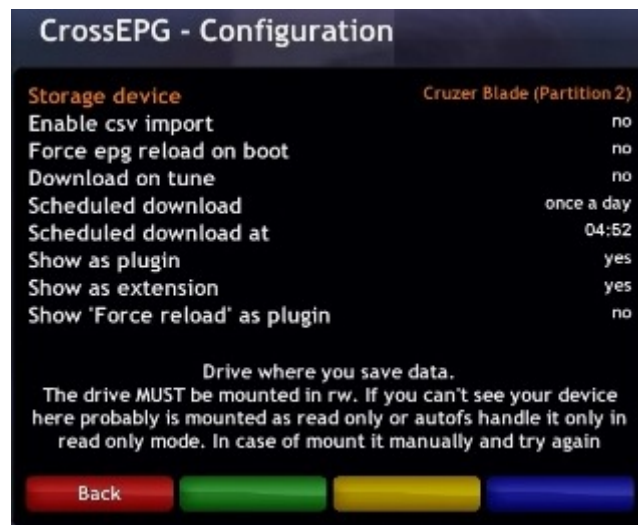 CrossEPG - Configuration
Storage device Cruzer Blade (Partition 2)
Enable csv import no
Force epg reload on boot no
Download on tune no
Scheduled download once a day
Scheduled download at 04:52
Show as plugin yes
Show as extension yes
Show 'Force reload' as plugin no
Drive where you save data.
The drive MUST be mounted in rw. If you can't see your device
here probably is mounted as read only or autofs handle it only in
read only mode. In case of mount it manually and try again
Back